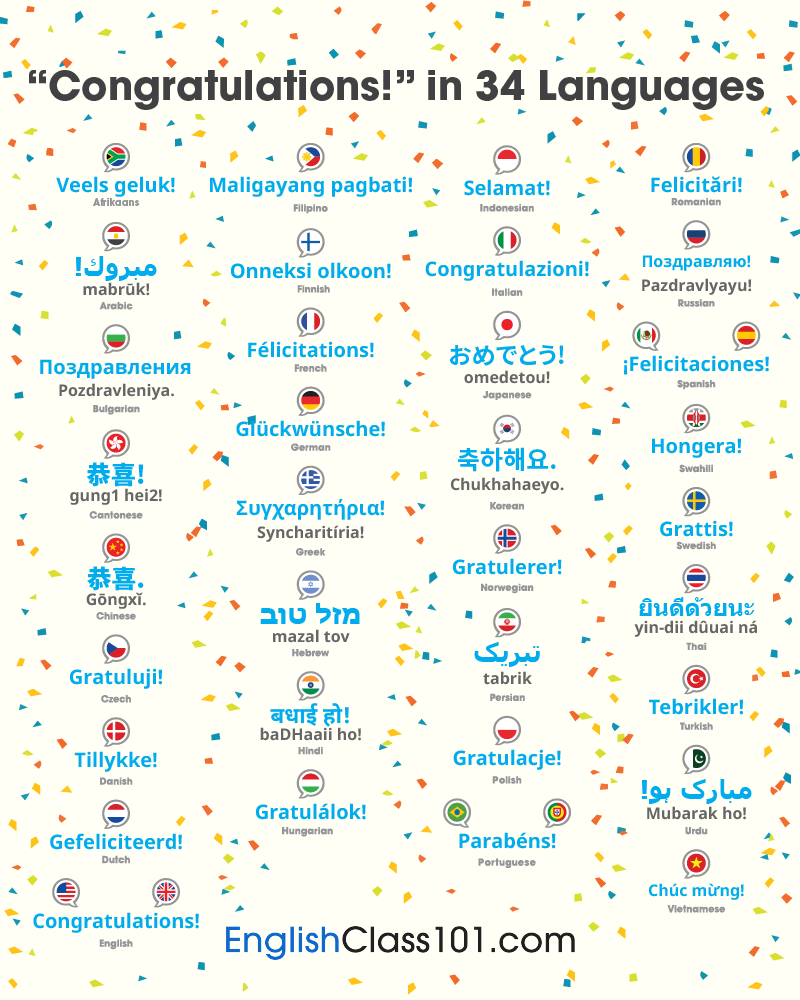 “Congratulations!” in 34 Languages
Veels geluk!
Afrikaans
مبروك!
mabrūk!
Arabic
Поздравления
Pozdravleniya.
Bulgarian
恭喜!
gung1 hei2!
Cantonese
恭喜.
Gōngxǐ.
Chinese
Gratuluji!
Czech
Tillykke!
Danish
Gefeliciteerd!
Dutch
Congratulations!
English
Maligayang pagbati!
Filipino
Onneksi olkoon!
Finnish
Félicitations!
French
Glückwünsche!
German
Συγχαρητήρια!
Syncharitíria!
Greek
מזל טוב
mazal tov
Hebrew
बधाई हो!
baDHaaii ho!
Hindi
Gratulálok!
Hungarian
Selamat!
Indonesian
Congratulazioni!
Italian
おめでとう!
omedetou!
Japanese
축하해요.
Chukhahaeyo.
Korean
Gratulerer!
Norwegian
تبریک
tabrik
Persian
Gratulacje!
Polish
Parabéns!
Portuguese
Felicitări!
Romanian
Поздравляю!
Pazdravlyayu!
Russian
¡Felicitaciones!
Spanish
Hongera!
Swahili
Grattis!
Swedish
ยินดีด้วยนะ
yin-dii dûuai ná
Thai
Tebrikler!
Turkish
مبارک ہو!
Mubarak ho!
Urdu
Chúc mừng!
Vietnamese
EnglishClass101.com